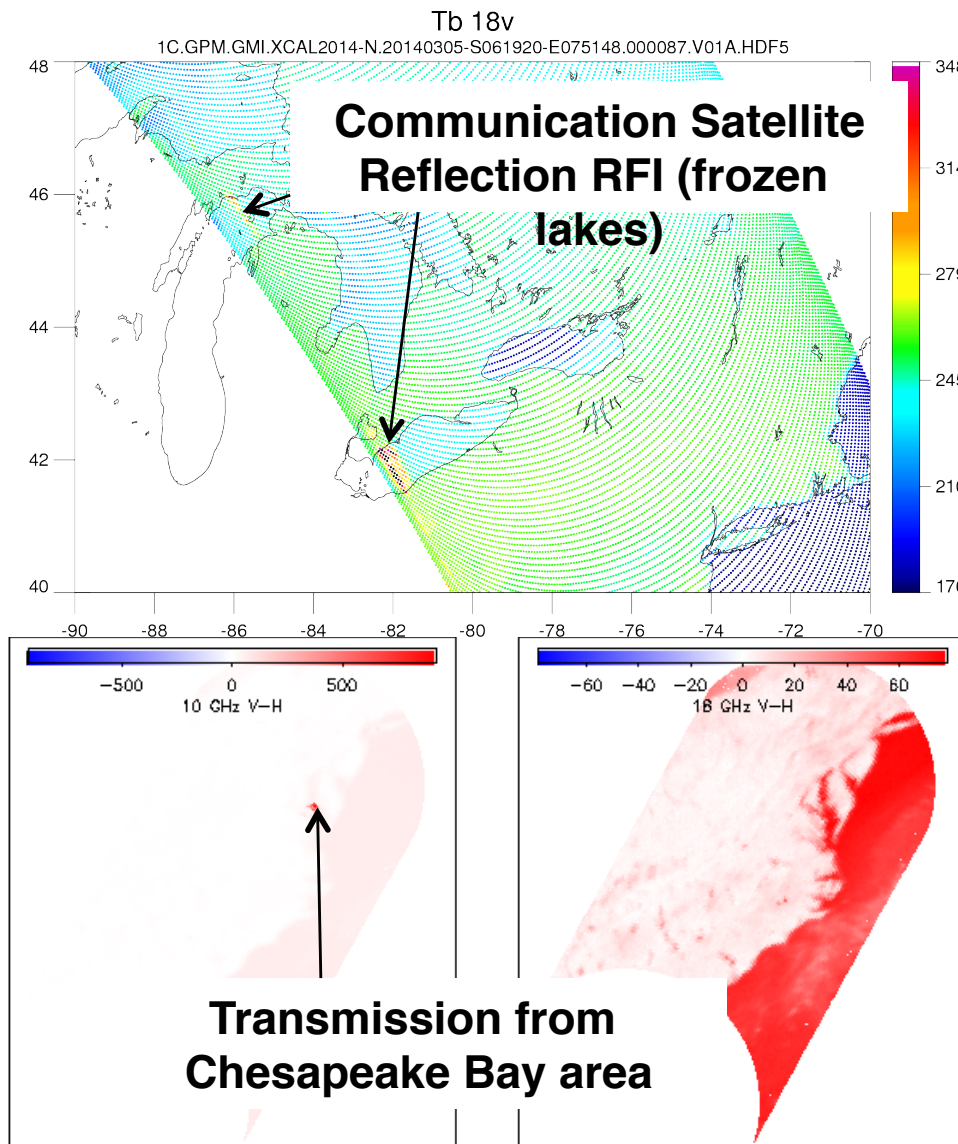 Tb 18v
1C.GPM.GMI.XCAL2014-N.20140305-S061920-E075148.000087.V01A.HDF5
48
46
44
42
40
-90 -88 -86 -84 -82 -80 -78 -76 -74 -72 -70
348
314
279
245
210
176
Communication Satellite
Reflection RFI (frozen
lakes)
−500 0 500
10 GHz V−H
−60 −40 −20 0 20 40 60
18 GHz V−H
Transmission from
Chesapeake Bay area